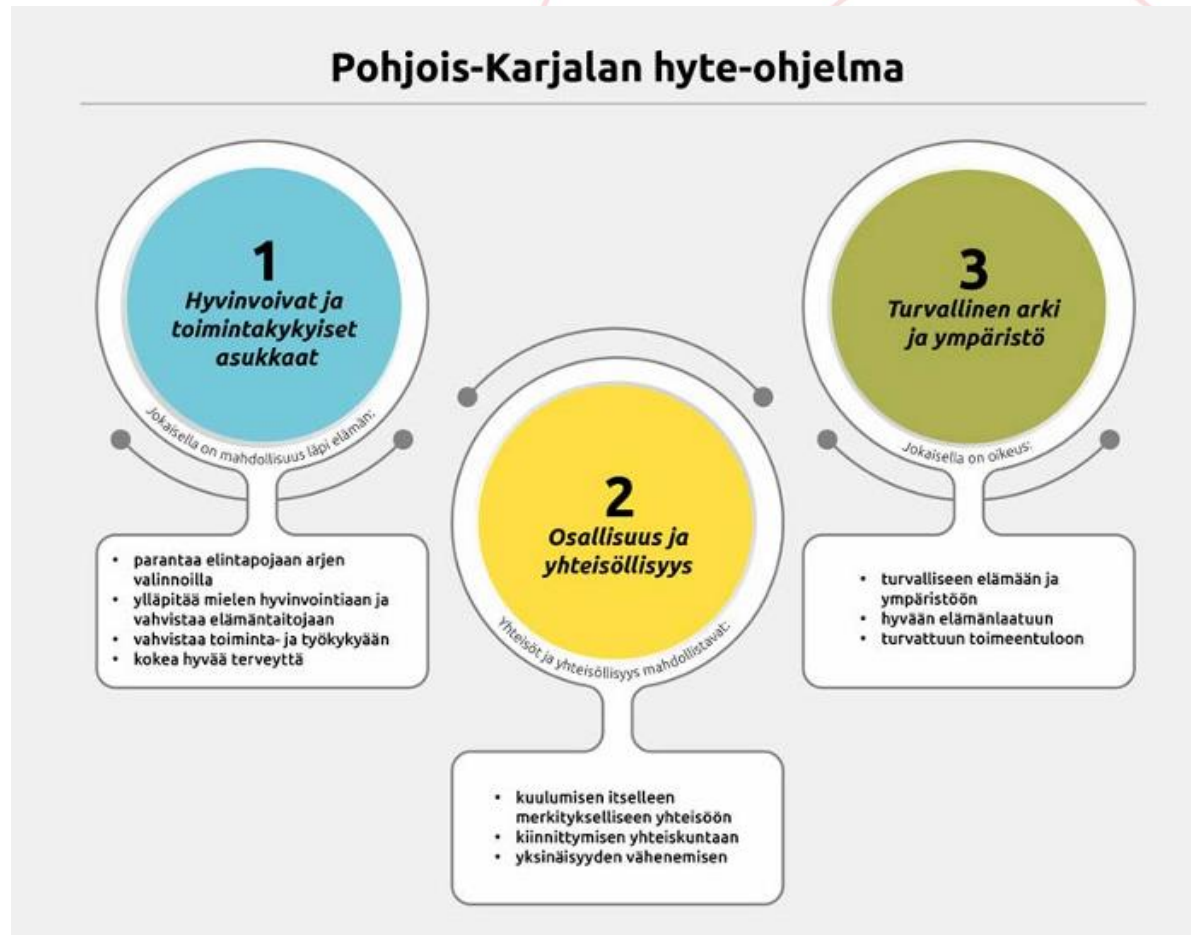 Pohjois-Karjalan hyte-ohjelma
1
Hyvinvoivat ja
toimintakykyiset
asukkaat
Jokaisella on mahdollisuus läpi elämän:
• parantaa elintapojaan arjen
valinnoilla
• ylläpitää mielen hyvinvointiaan ja
vahvistaa elämäntaitojaan
• vahvistaa toiminta- ja työkykyään
• kokea hyvää terveyttä
2
Osallisuus ja
yhteisöllisyys
Yhteisöt ja yhteisöllisyys mahdollistavat:
• kuulumisen itselleen
merkitykselliseen yhteisöön
• kiinnittymisen yhteiskuntaan
• yksinäisyyden vähenemisen
3
Turvallinen arki
ja ympäristö
Jokaisella on oikeus:
• turvalliseen elämään ja
ympäristöön
• hyvään elämänlaatuun
• turvattuun toimeentuloon